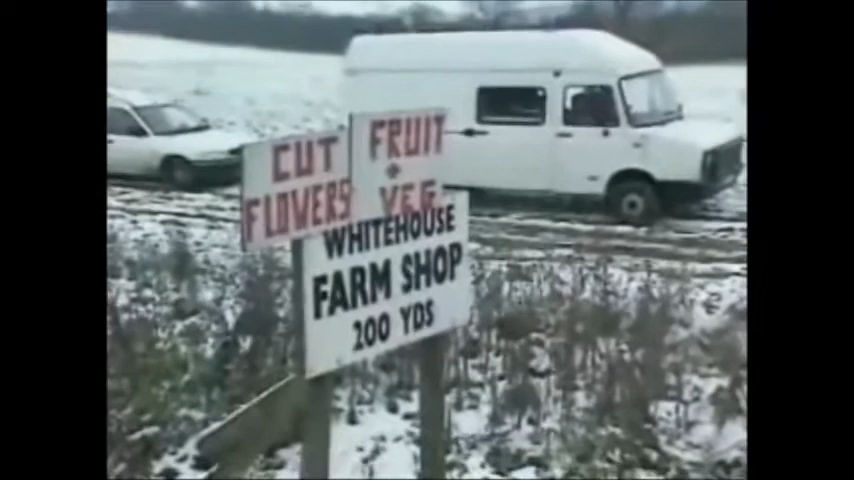 CUT
FLOWERS
FRUIT
+
VEG
WHITEHOUSE
FARM SHOP
200 YDS